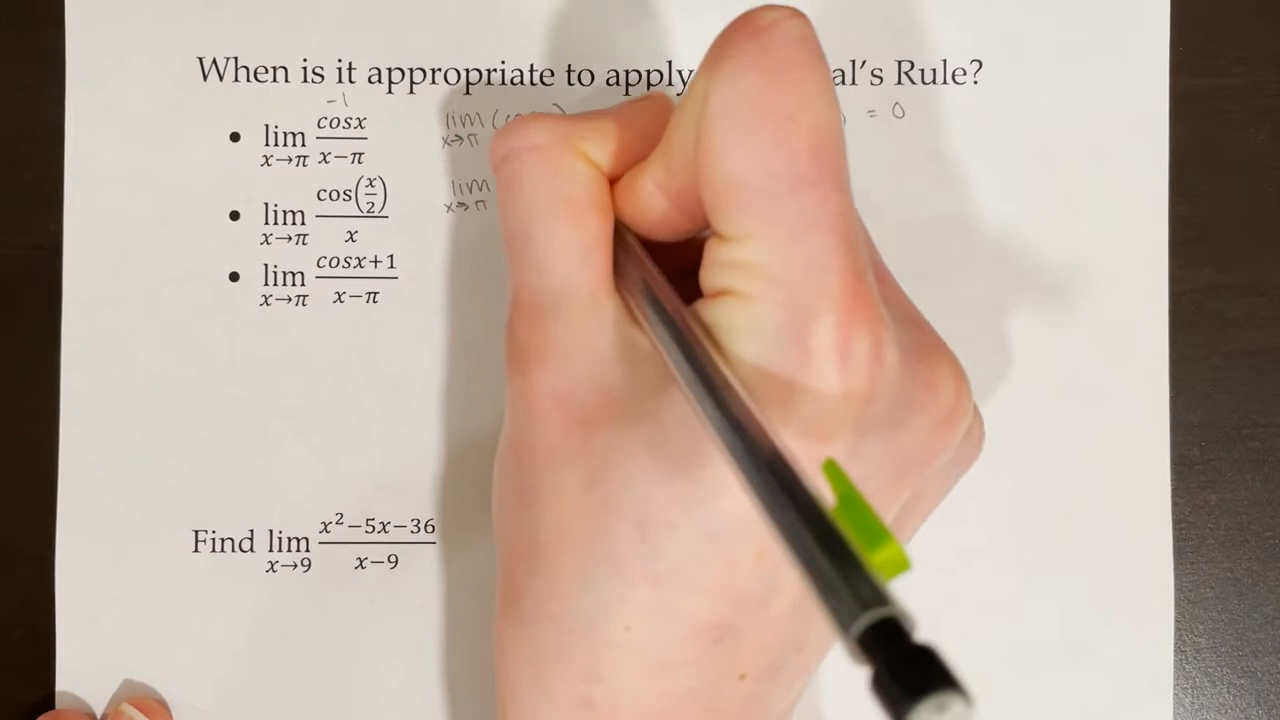 When is it appropriate to apply al's Rule?
-1
• lim x→π cosx/x−π lim x→π ( ) = 0
• lim x→π cos(x/2)/x lim x→π
• lim x→π cosx+1/x−π
Find lim x→9 x²−5x−36/x−9